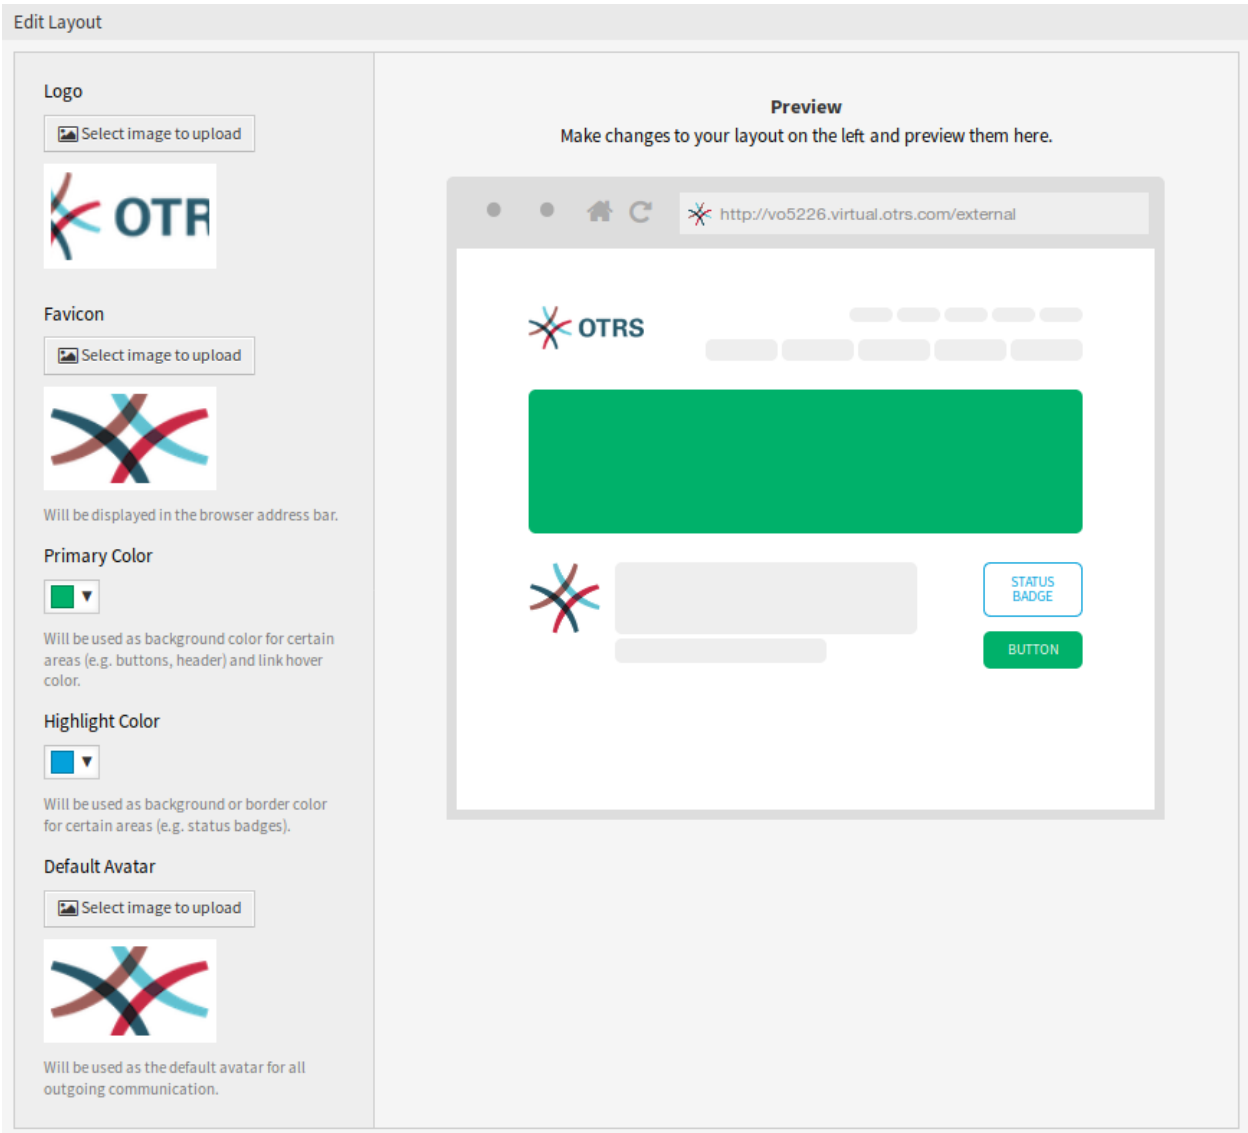 Edit Layout
Logo
Select image to upload
OTR
Favicon
Select image to upload
Will be displayed in the browser address bar.
Primary Color
Will be used as background color for certain
areas (e.g. buttons, header) and link hover
color.
Highlight Color
Will be used as background or border color
for certain areas (e.g. status badges).
Default Avatar
Select image to upload
Will be used as the default avatar for all
outgoing communication.
Preview
Make changes to your layout on the left and preview them here.
http://vo5226.virtual.otrs.com/external
OTRS
STATUS
BADGE
BUTTON